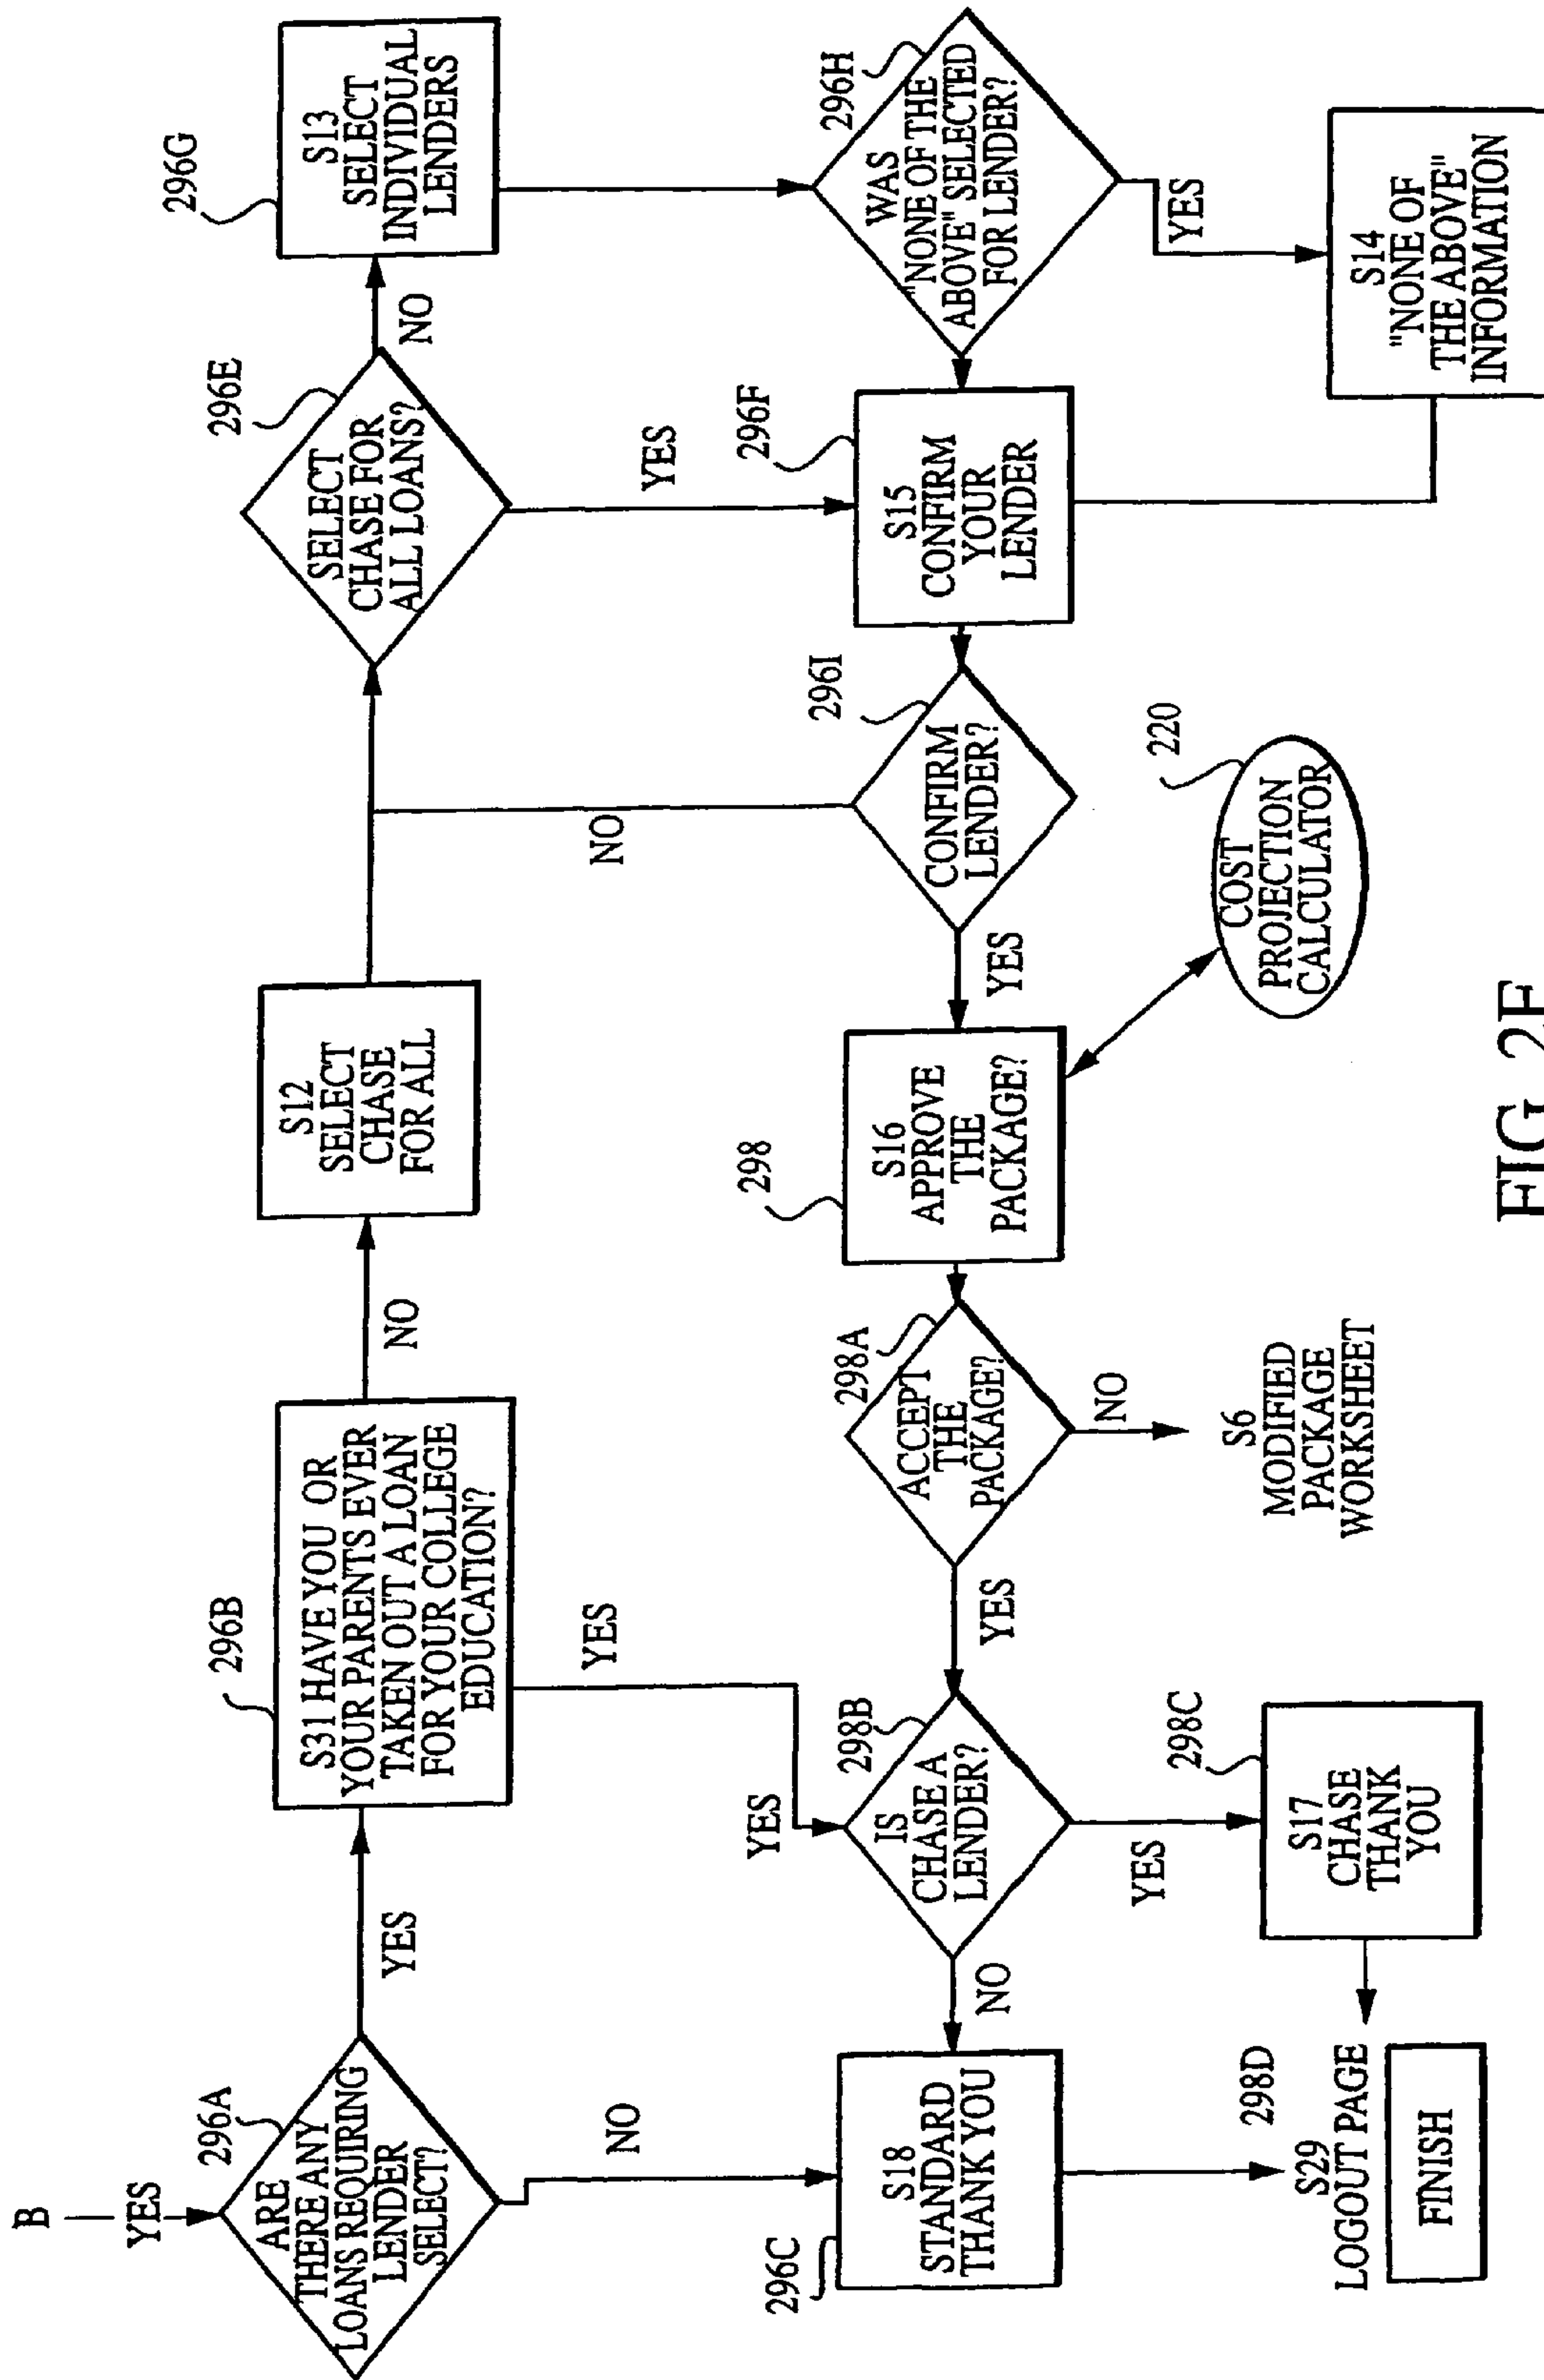 B
YES
296A
ARE
THERE ANY
LOANS REQUIRING
LENDER
SELECT?
YES
NO
296B
S31 HAVE YOU OR
YOUR PARENTS EVER
TAKEN OUT A LOAN
FOR YOUR COLLEGE
EDUCATION?
NO
YES
S12
SELECT
CHASE
FOR ALL
296E
SELECT
CHASE FOR
ALL LOANS?
NO
YES
296G
S13
SELECT
INDIVIDUAL
LENDERS
296H
WAS
"NONE OF THE
ABOVE" SELECTED
FOR LENDER?
YES
S14
"NONE OF
THE ABOVE"
INFORMATION
296F
S15
CONFIRM
YOUR
LENDER
296I
CONFIRM
LENDER?
NO
YES
298
S16
APPROVE
THE
PACKAGE?
220
COST
PROJECTION
CALCULATOR
298A
ACCEPT
THE
PACKAGE?
NO
S6
MODIFIED
PACKAGE
WORKSHEET
YES
YES
298B
IS
CHASE A
LENDER?
YES
NO
298C
S17
CHASE
THANK
YOU
296C
S18
STANDARD
THANK YOU
298D
S29
LOGOUT PAGE
FINISH